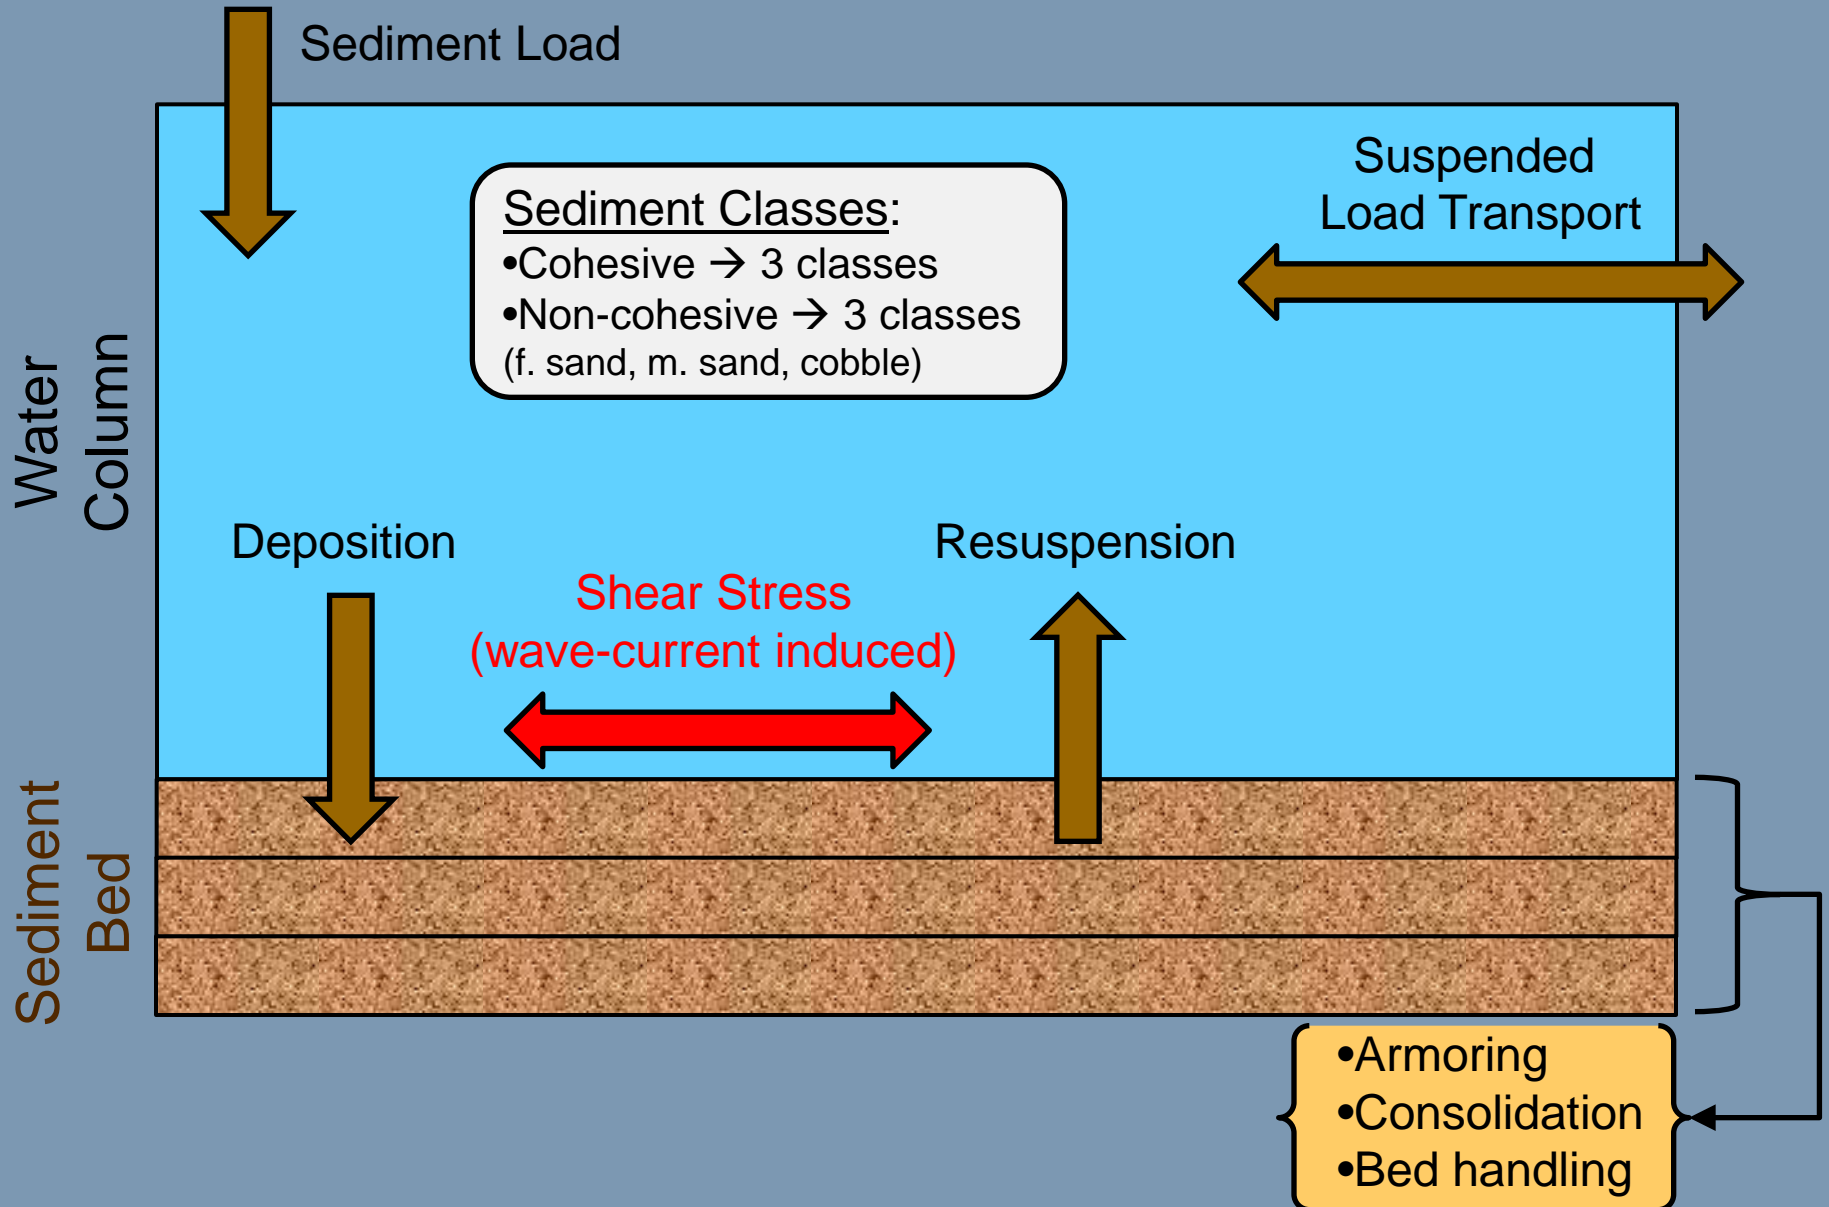 Sediment Load
Suspended
Load Transport
Sediment Classes:
•Cohesive → 3 classes
•Non-cohesive → 3 classes
(f. sand, m. sand, cobble)
Water
Column
Deposition
Resuspension
Shear Stress
(wave-current induced)
Sediment
Bed
•Armoring
•Consolidation
•Bed handling